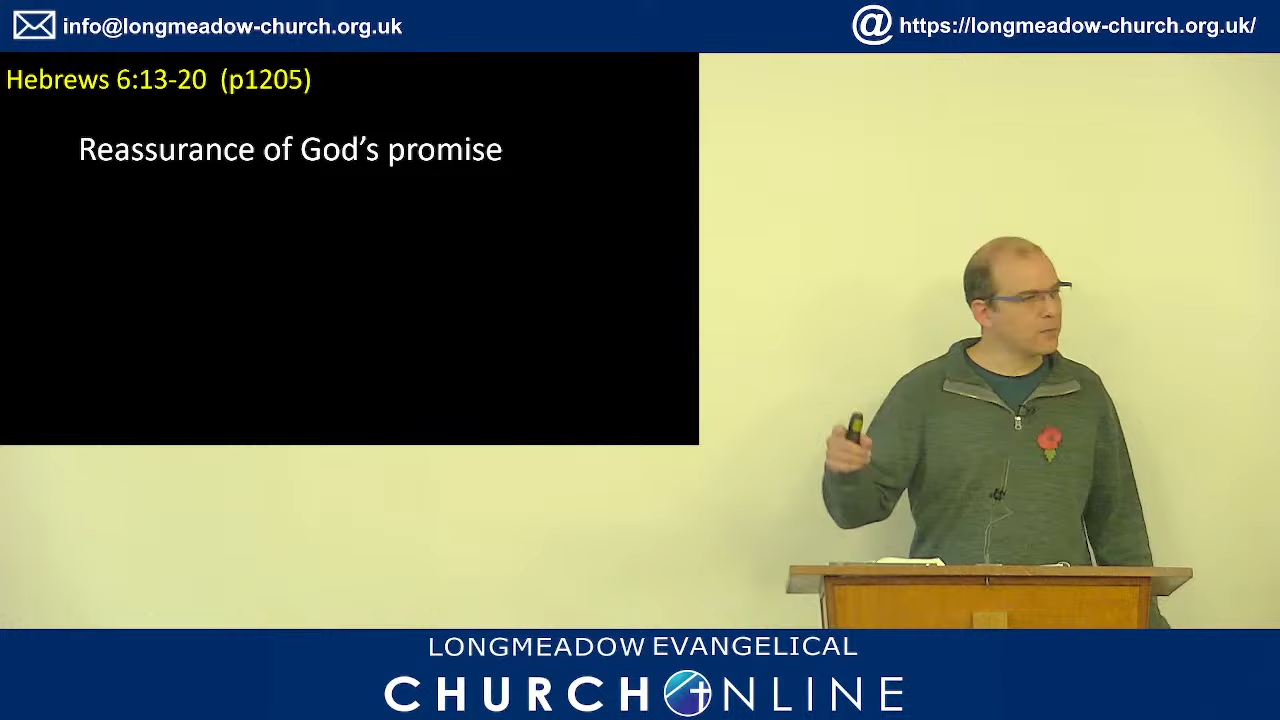 info@longmeadow-church.org.uk
@ https://longmeadow-church.org.uk/
Hebrews 6:13-20 (p1205)
Reassurance of God’s promise
LONGMEADOW EVANGELICAL
CHURCH ONLINE